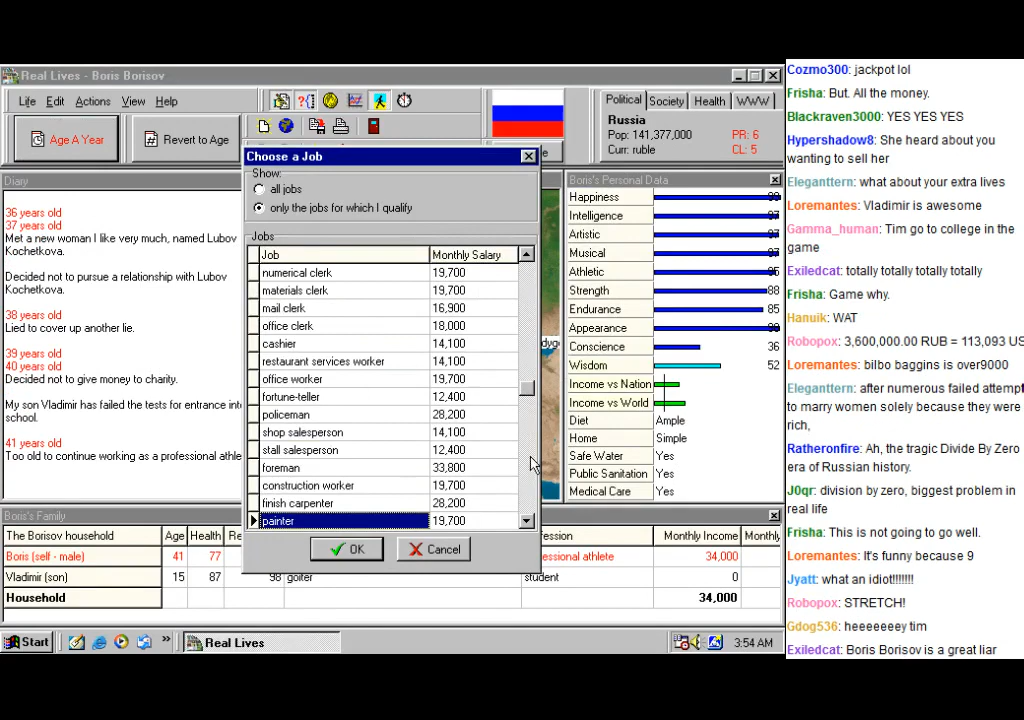 Real Lives - Boris Borisov
Life Edit Actions View Help
Age A Year
Revert to Age
Political Society Health WWW
Russia
Pop: 141,377,000 PR: 6
Curr: ruble CL: 5
Diary
36 years old
37 years old
Met a new woman I like very much, named Lubov
Kochetkova.
Decided not to pursue a relationship with Lubov
Kochetkova.
38 years old
Lied to cover up another lie.
39 years old
40 years old
Decided not to give money to charity.
My son Vladimir has failed the tests for entrance into
school.
41 years old
Too old to continue working as a professional athle
Choose a Job
Show:
all jobs
only the jobs for which I qualify
Jobs
Job Monthly Salary
numerical clerk 19,700
materials clerk 19,700
mail clerk 16,900
office clerk 18,000
cashier 14,100
restaurant services worker 14,100
office worker 19,700
fortune-teller 12,400
policeman 28,200
shop salesperson 14,100
stall salesperson 12,400
foreman 33,800
construction worker 19,700
finish carpenter 28,200
painter 19,700
OK Cancel
Boris's Personal Data
Happiness
Intelligence 97
Artistic 97
Musical 97
Athletic 95
Strength 88
Endurance 85
Appearance
Conscience 36
Wisdom 52
Income vs Nation
Income vs World
Diet Ample
Home Simple
Safe Water Yes
Public Sanitation Yes
Medical Care Yes
Boris's Family
The Borisov household Age Health Re ession Monthly Income Monthly
Boris (self - male) 41 77 essional athlete 34,000
Vladimir (son) 15 87 98 goiter student 0
Household 34,000
Start Real Lives 3:54 AM
Cozmo300: jackpot lol
Frisha: But. All the money.
Blackraven3000: YES YES YES
Hypershadow8: She heard about you
wanting to sell her
Eleganttern: what about your extra lives
Loremantes: Vladimir is awesome
Gamma_human: Tim go to college in the
game
Exiledcat: totally totally totally totally
Frisha: Game why.
Hanuik: WAT
Robopox: 3,600,000.00 RUB = 113,093 US
Loremantes: bilbo baggins is over9000
Eleganttern: after numerous failed attempt
to marry women solely because they were
rich,
Ratheronfire: Ah, the tragic Divide By Zero
era of Russian history.
J0qr: division by zero, biggest problem in
real life
Frisha: This is not going to go well.
Loremantes: It's funny because 9
Jyatt: what an idiot!!!!!!!
Robopox: STRETCH!
Gdog536: heeeeeeey tim
Exiledcat: Boris Borisov is a great liar